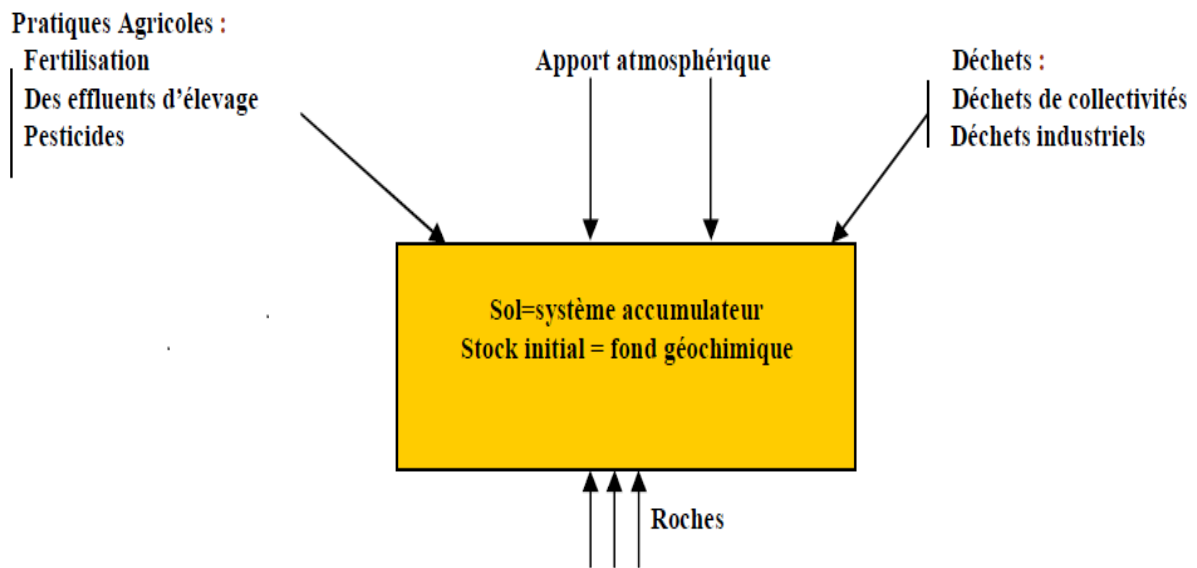 Pratiques Agricoles :
Fertilisation
Des effluents d'élevage
Pesticides
Apport atmosphérique
Déchets :
Déchets de collectivités
Déchets industriels
Sol=système accumulateur
Stock initial = fond géochimique
Roches